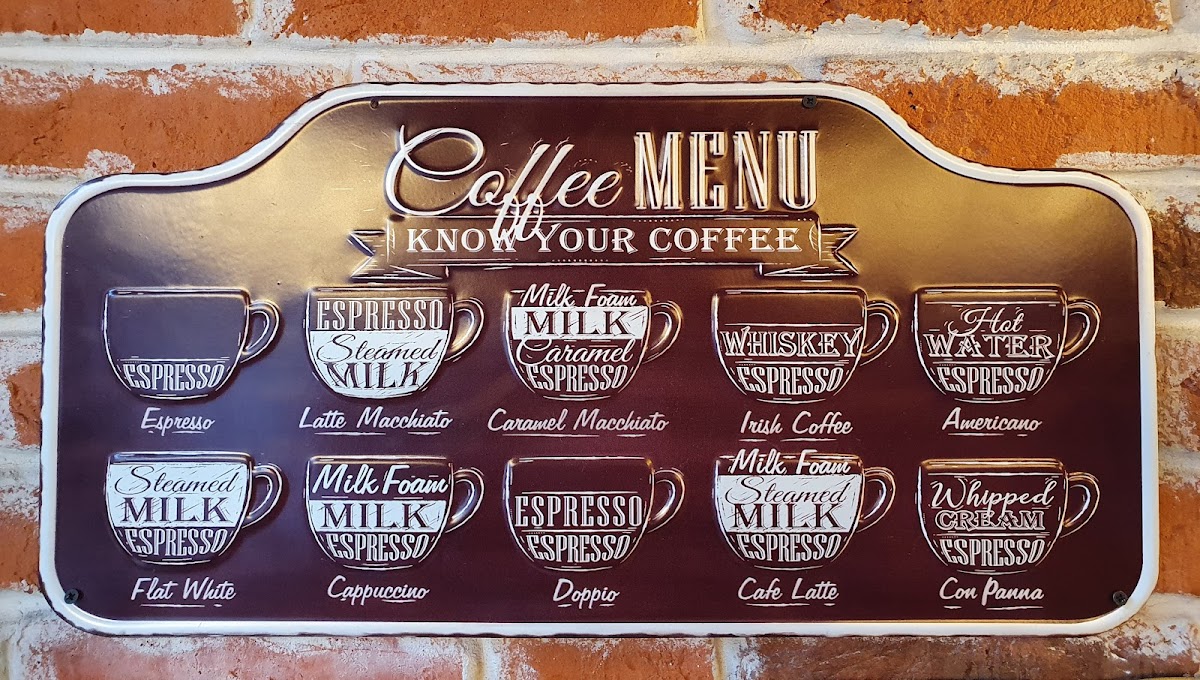 Coffee MENU
KNOW YOUR COFFEE
ESPRESSO
Espresso
ESPRESSO
Steamed
MILK
Latte Macchiato
Milk Foam
MILK
Caramel
ESPRESSO
Caramel Macchiato
WHISKEY
ESPRESSO
Irish Coffee
Hot
WATER
ESPRESSO
Americano
Steamed
MILK
ESPRESSO
Flat White
Milk Foam
MILK
ESPRESSO
Cappuccino
ESPRESSO
ESPRESSO
Doppio
Milk Foam
Steamed
MILK
ESPRESSO
Cafe Latte
Whipped
CREAM
ESPRESSO
Con Panna